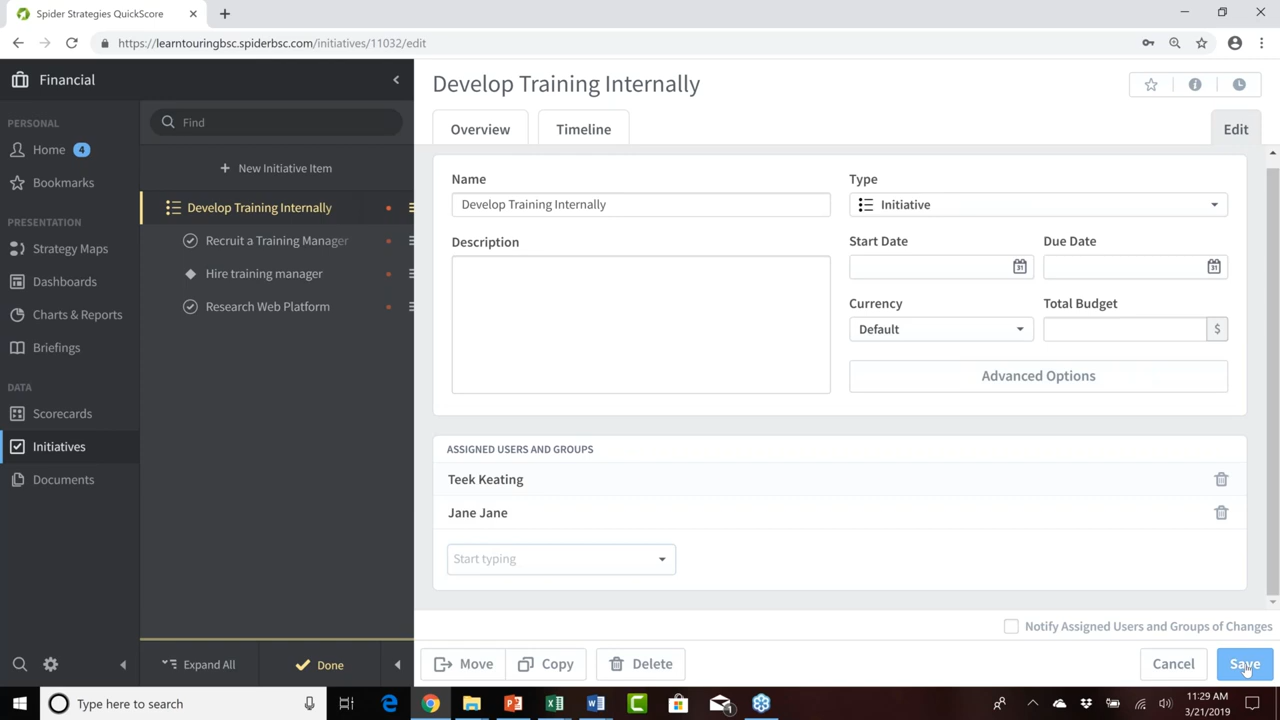 Spider Strategies QuickScore
https://learntouringbsc.spiderbsc.com/initiatives/11032/edit
Financial
PERSONAL
Home 4
Bookmarks
PRESENTATION
Strategy Maps
Dashboards
Charts & Reports
Briefings
DATA
Scorecards
Initiatives
Documents
Find
+ New Initiative Item
Develop Training Internally
Recruit a Training Manager
Hire training manager
Research Web Platform
Expand All
Done
Develop Training Internally
Overview
Timeline
Edit
Name
Develop Training Internally
Type
Initiative
Description
Start Date
Due Date
31
31
Currency
Total Budget
Default
$
Advanced Options
ASSIGNED USERS AND GROUPS
Teek Keating
Jane Jane
Start typing
Notify Assigned Users and Groups of Changes
Move
Copy
Delete
Cancel
Save
Type here to search
11:29 AM
3/21/2019